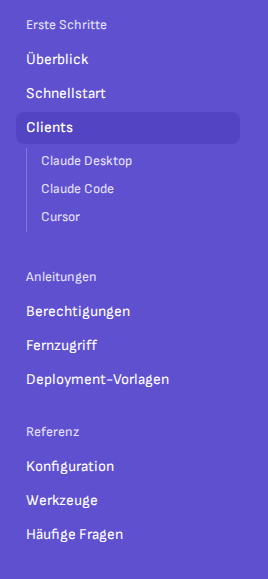 Erste Schritte
Überblick
Schnellstart
Clients
Claude Desktop
Claude Code
Cursor
Anleitungen
Berechtigungen
Fernzugriff
Deployment-Vorlagen
Referenz
Konfiguration
Werkzeuge
Häufige Fragen